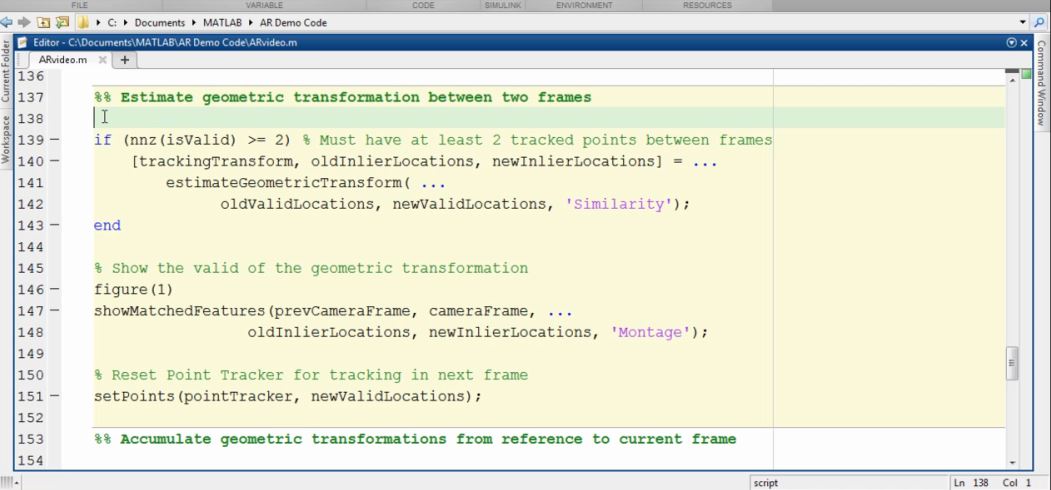 FILE VARIABLE CODE SIMULINK ENVIRONMENT RESOURCES
C: Documents MATLAB AR Demo Code
Editor - C:\Documents\MATLAB\AR Demo Code\ARvideo.m
ARvideo.m
Current Folder
Workspace
Command Window
136
137 %% Estimate geometric transformation between two frames
138
139 if (nnz(isValid) >= 2) % Must have at least 2 tracked points between frames
140 [trackingTransform, oldInlierLocations, newInlierLocations] = ...
141 estimateGeometricTransform( ...
142 oldValidLocations, newValidLocations, 'Similarity');
143 end
144
145 % Show the valid of the geometric transformation
146 figure(1)
147 showMatchedFeatures(prevCameraFrame, cameraFrame, ...
148 oldInlierLocations, newInlierLocations, 'Montage');
149
150 % Reset Point Tracker for tracking in next frame
151 setPoints(pointTracker, newValidLocations);
152
153 %% Accumulate geometric transformations from reference to current frame
154
script Ln 138 Col 1